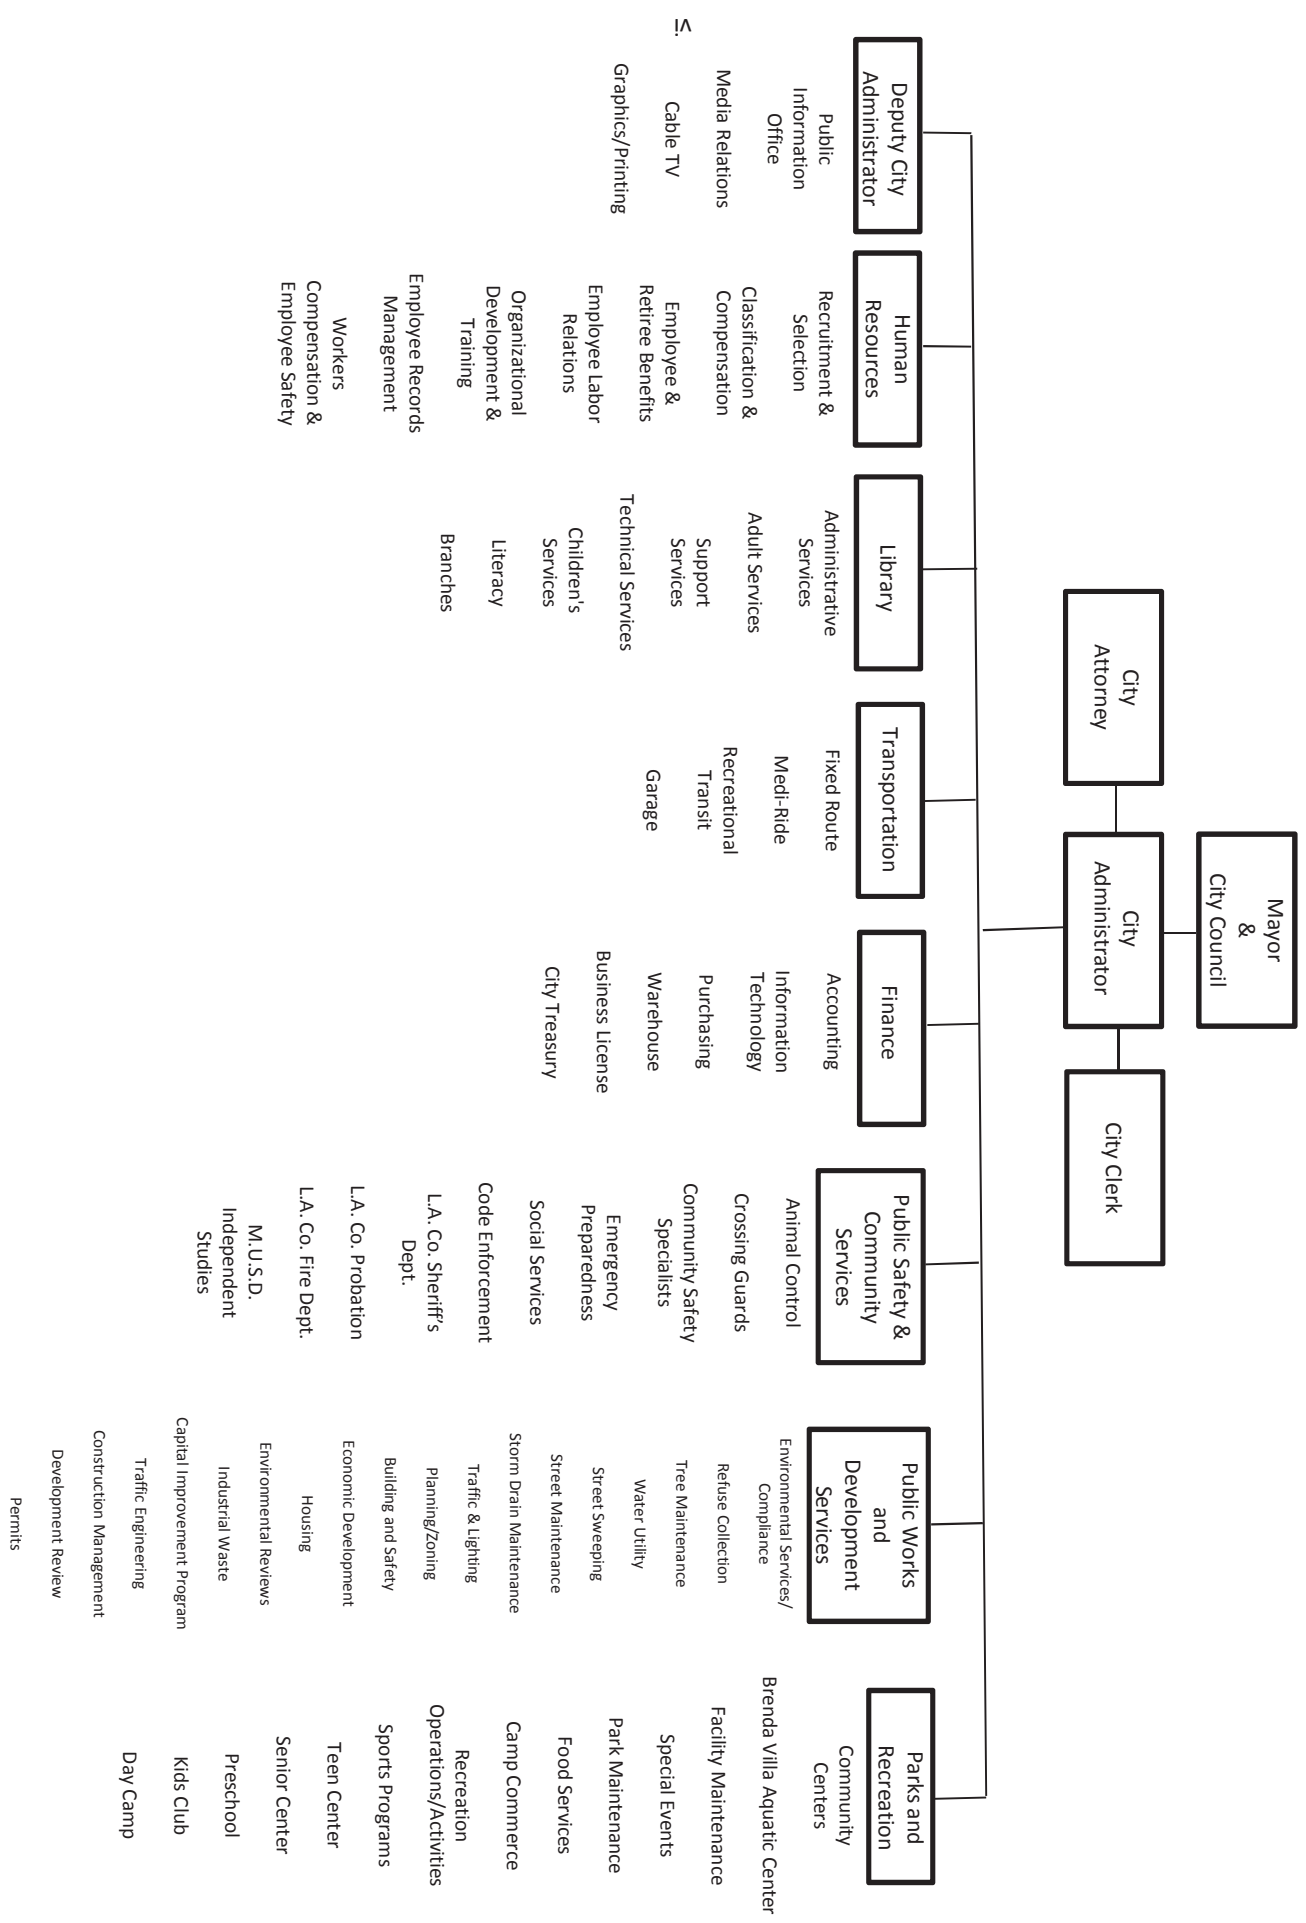 Mayor
&
City Council
City
Attorney
City
Administrator
City Clerk
Deputy City
Administrator
Public
Information
Office
Media Relations
Cable TV
Graphics/Printing
Human
Resources
Recruitment &
Selection
Classification &
Compensation
Employee &
Retiree Benefits
Employee Labor
Relations
Organizational
Development &
Training
Employee Records
Management
Workers
Compensation &
Employee Safety
Library
Administrative
Services
Adult Services
Support
Services
Technical Services
Children's
Services
Literacy
Branches
Transportation
Fixed Route
Medi-Ride
Recreational
Transit
Garage
Finance
Accounting
Information
Technology
Purchasing
Warehouse
Business License
City Treasury
Public Safety &
Community
Services
Animal Control
Crossing Guards
Community Safety
Specialists
Emergency
Preparedness
Social Services
Code Enforcement
L.A. Co. Sheriff's
Dept.
L.A. Co. Probation
L.A. Co. Fire Dept.
M.U.S.D.
Independent
Studies
Public Works
and
Development
Services
Environmental Services/
Compliance
Refuse Collection
Tree Maintenance
Water Utility
Street Sweeping
Street Maintenance
Storm Drain Maintenance
Traffic & Lighting
Planning/Zoning
Building and Safety
Economic Development
Housing
Environmental Reviews
Industrial Waste
Capital Improvement Program
Traffic Engineering
Construction Management
Development Review
Permits
Parks and
Recreation
Community
Centers
Brenda Villa Aquatic Center
Facility Maintenance
Special Events
Park Maintenance
Food Services
Camp Commerce
Recreation
Operations/Activities
Sports Programs
Teen Center
Senior Center
Preschool
Kids Club
Day Camp
vi